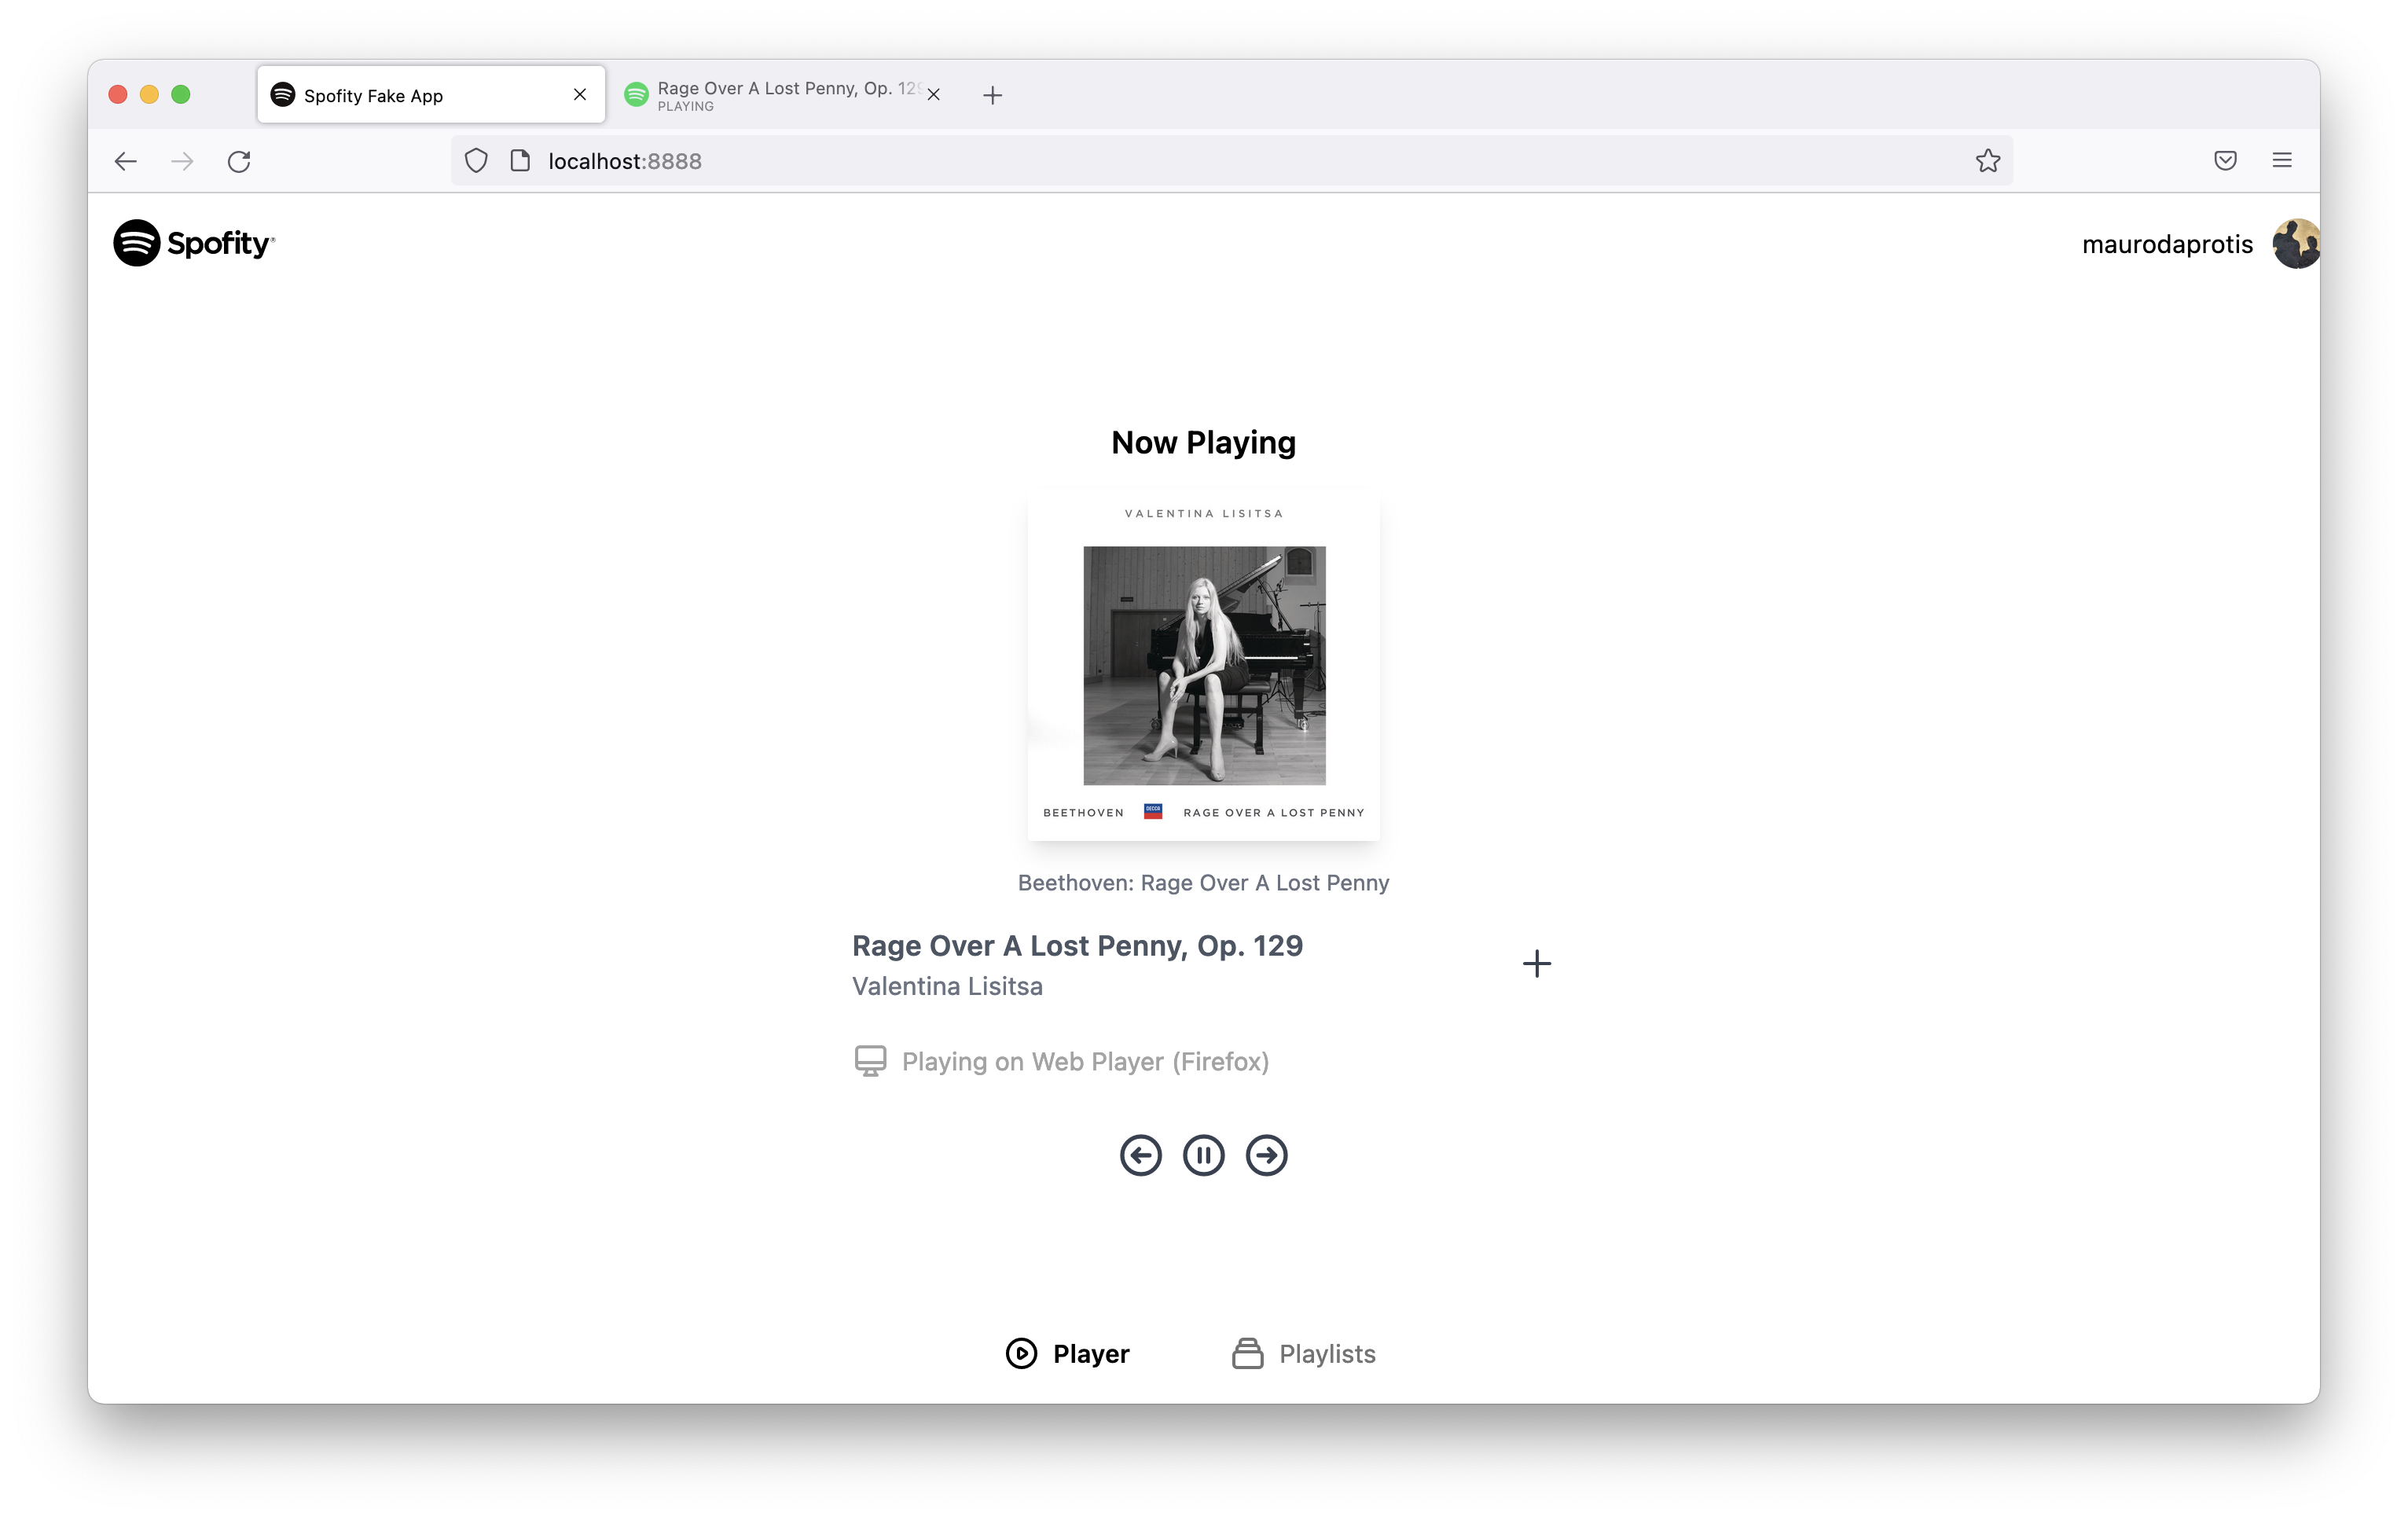 Spofity Fake App
Rage Over A Lost Penny, Op. 129
PLAYING
localhost:8888
Spofity
maurodaprotis
Now Playing
VALENTINA LISITSA
BEETHOVEN DECCA RAGE OVER A LOST PENNY
Beethoven: Rage Over A Lost Penny
Rage Over A Lost Penny, Op. 129
Valentina Lisitsa
Playing on Web Player (Firefox)
Player Playlists